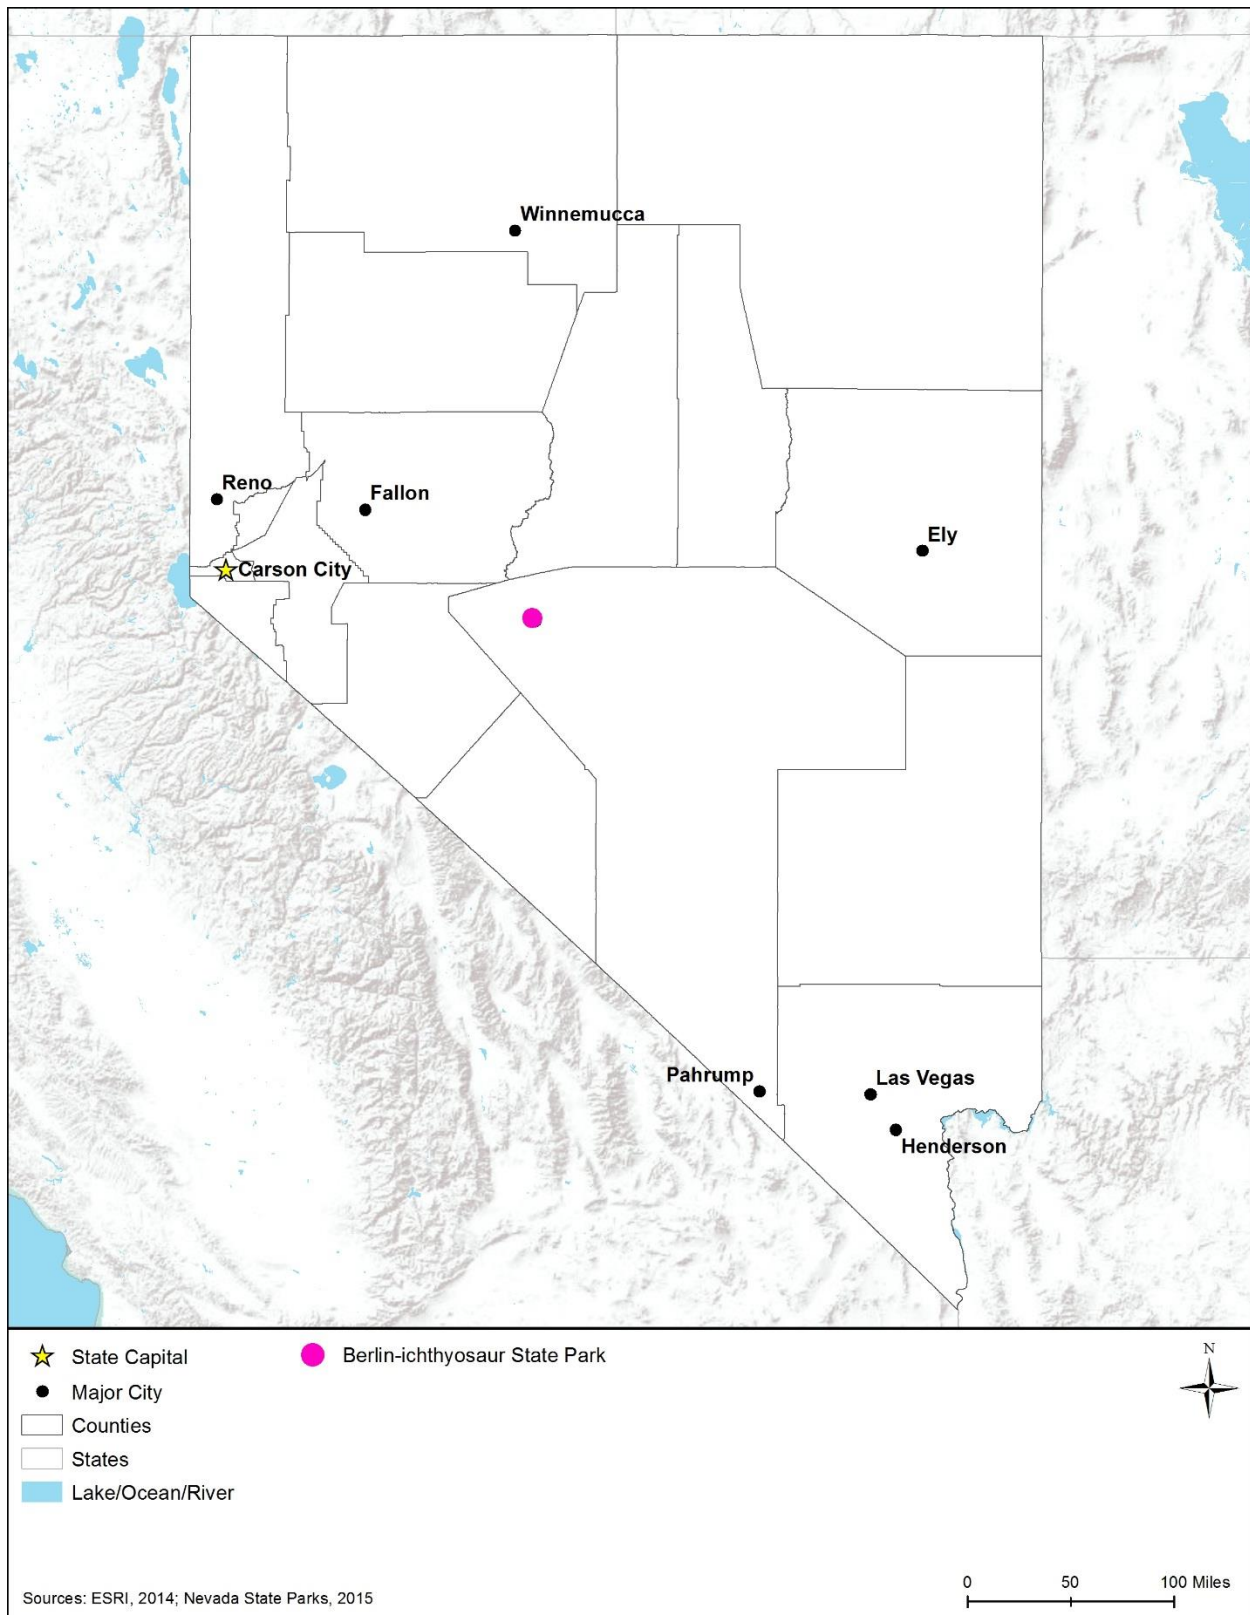 Winnemucca
Reno
Fallon
Ely
Carson City
Pahrump
Las Vegas
Henderson
State Capital
Berlin-ichthyosaur State Park
N
Major City
Counties
States
Lake/Ocean/River
0 50 100 Miles
Sources: ESRI, 2014; Nevada State Parks, 2015